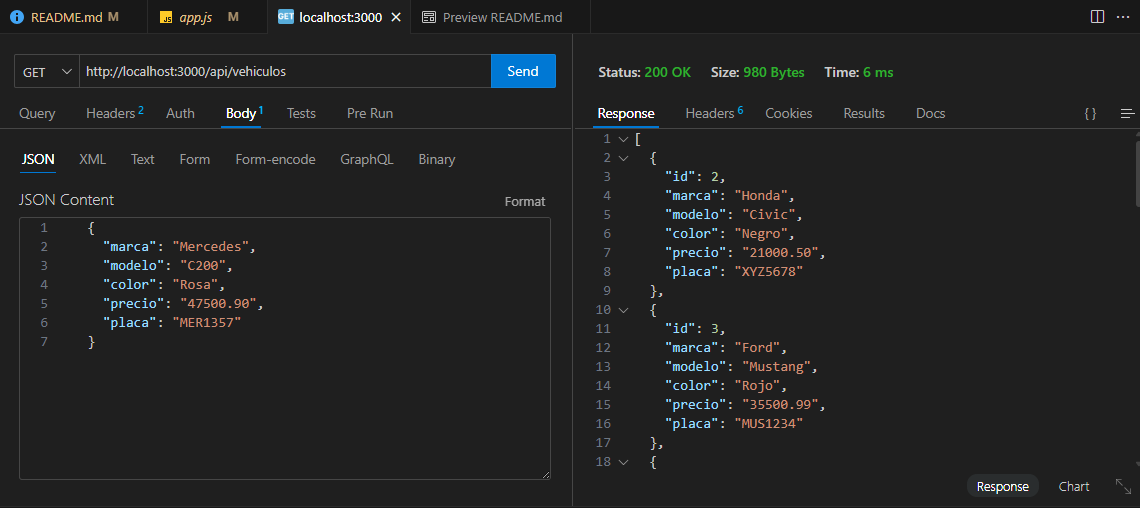 README.md M app.js M GET localhost:3000 Preview README.md
GET http://localhost:3000/api/vehiculos Send
Query Headers 2 Auth Body 1 Tests Pre Run
JSON XML Text Form Form-encode GraphQL Binary
JSON Content Format
1 {
2 "marca": "Mercedes",
3 "modelo": "C200",
4 "color": "Rosa",
5 "precio": "47500.90",
6 "placa": "MER1357"
7 }
Status: 200 OK Size: 980 Bytes Time: 6 ms
Response Headers 6 Cookies Results Docs {}
1 [
2 {
3 "id": 2,
4 "marca": "Honda",
5 "modelo": "Civic",
6 "color": "Negro",
7 "precio": "21000.50",
8 "placa": "XYZ5678"
9 },
10 {
11 "id": 3,
12 "marca": "Ford",
13 "modelo": "Mustang",
14 "color": "Rojo",
15 "precio": "35500.99",
16 "placa": "MUS1234"
17 },
18 {
Response Chart